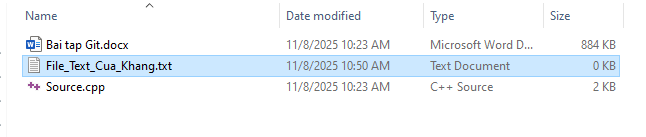 Name Date modified Type Size
Bai tap Git.docx 11/8/2025 10:23 AM Microsoft Word D... 884 KB
File_Text_Cua_Khang.txt 11/8/2025 10:50 AM Text Document 0 KB
Source.cpp 11/8/2025 10:23 AM C++ Source 2 KB